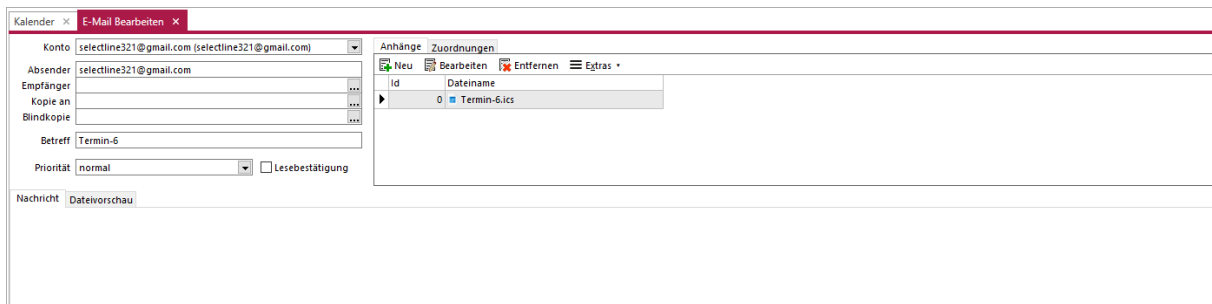 Kalender × E-Mail Bearbeiten ×
Konto selectline321@gmail.com (selectline321@gmail.com)
Absender selectline321@gmail.com
Empfänger ...
Kopie an ...
Blindkopie ...
Betreff Termin-6
Priorität normal Lesebestätigung
Anhänge Zuordnungen
Neu Bearbeiten Entfernen Extras
Id Dateiname
0 Termin-6.ics
Nachricht Dateivorschau